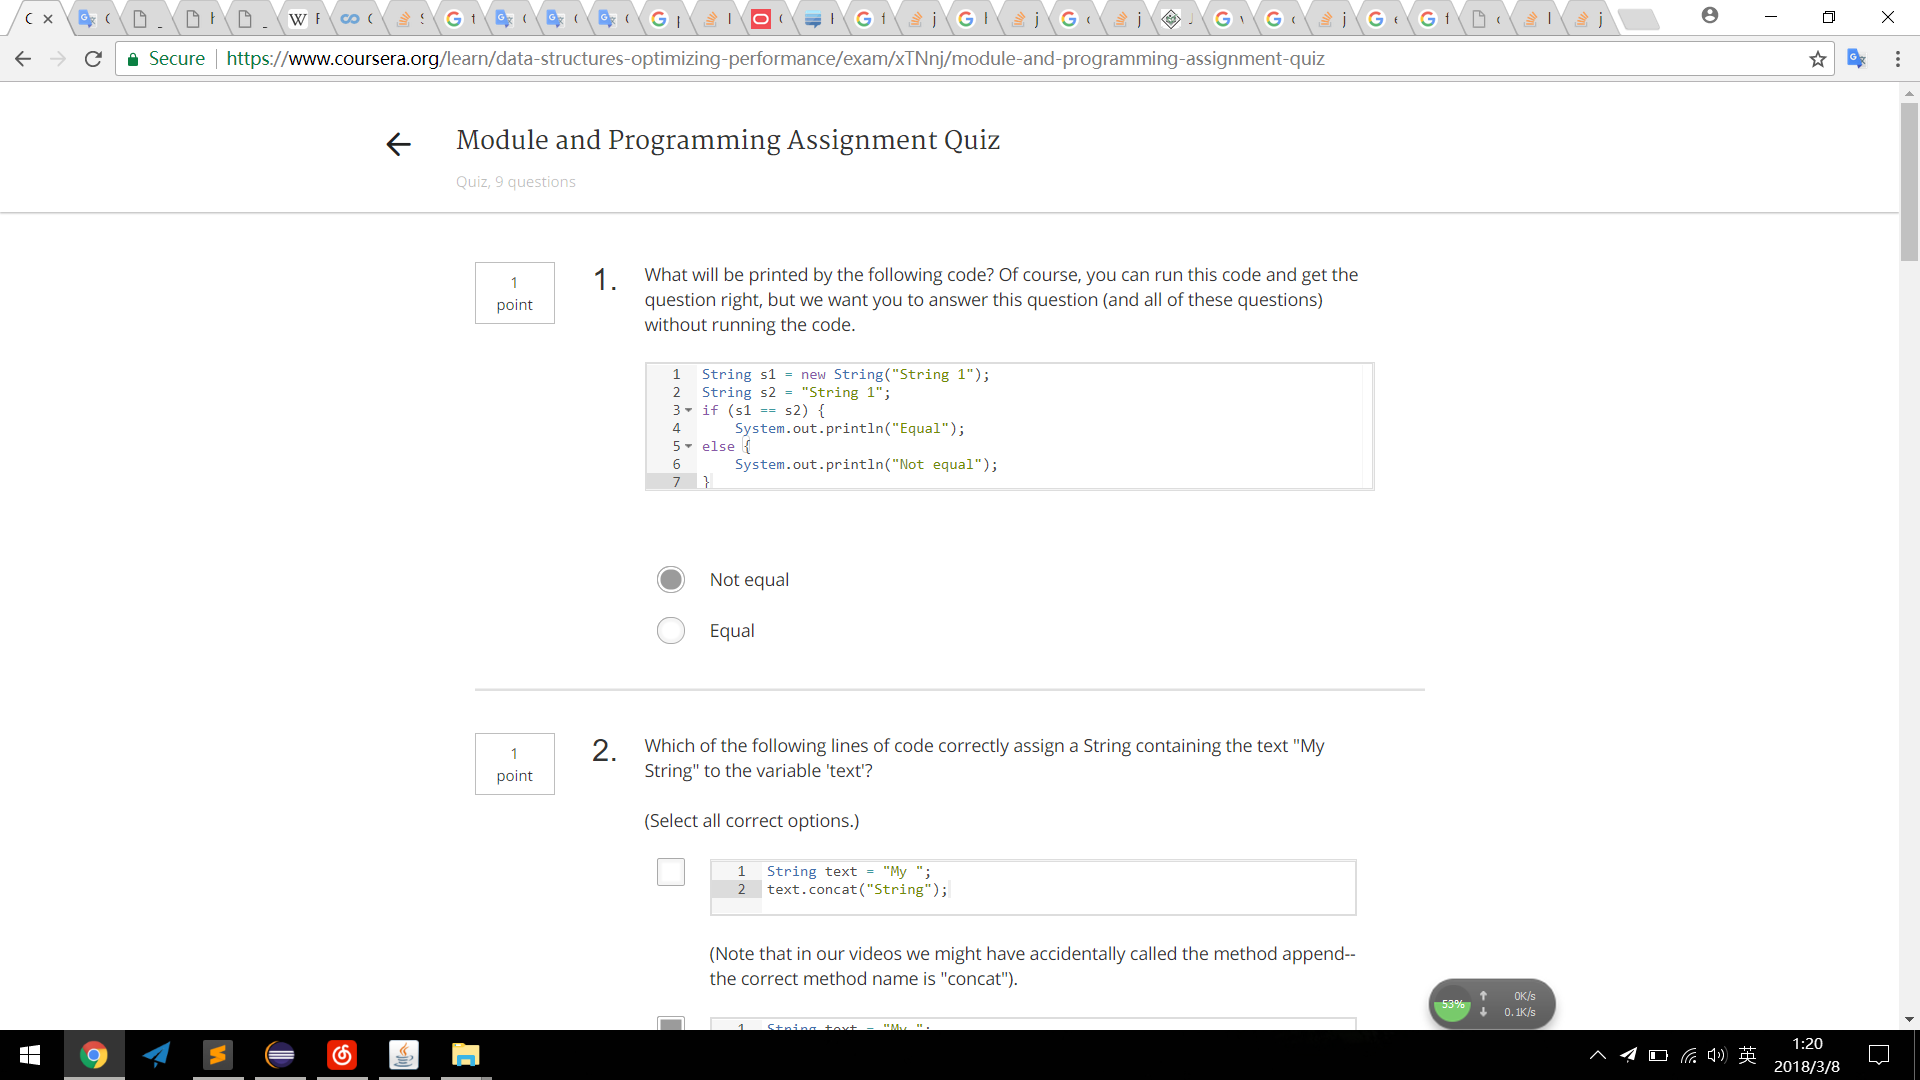 Secure
https://www.coursera.org/learn/data-structures-optimizing-performance/exam/xTNnj/module-and-programming-assignment-quiz
Module and Programming Assignment Quiz
Quiz, 9 questions
1
point
1.
What will be printed by the following code? Of course, you can run this code and get the
question right, but we want you to answer this question (and all of these questions)
without running the code.
1 String s1 = new String("String 1");
2 String s2 = "String 1";
3 if (s1 == s2) {
4 System.out.println("Equal");
5 else {
6 System.out.println("Not equal");
7 }
Not equal
Equal
1
point
2.
Which of the following lines of code correctly assign a String containing the text "My
String" to the variable 'text'?
(Select all correct options.)
1 String text = "My ";
2 text.concat("String");
(Note that in our videos we might have accidentally called the method append--
the correct method name is "concat").
1 String text = "My ";
53%
0K/s
0.1K/s
英
1:20
2018/3/8